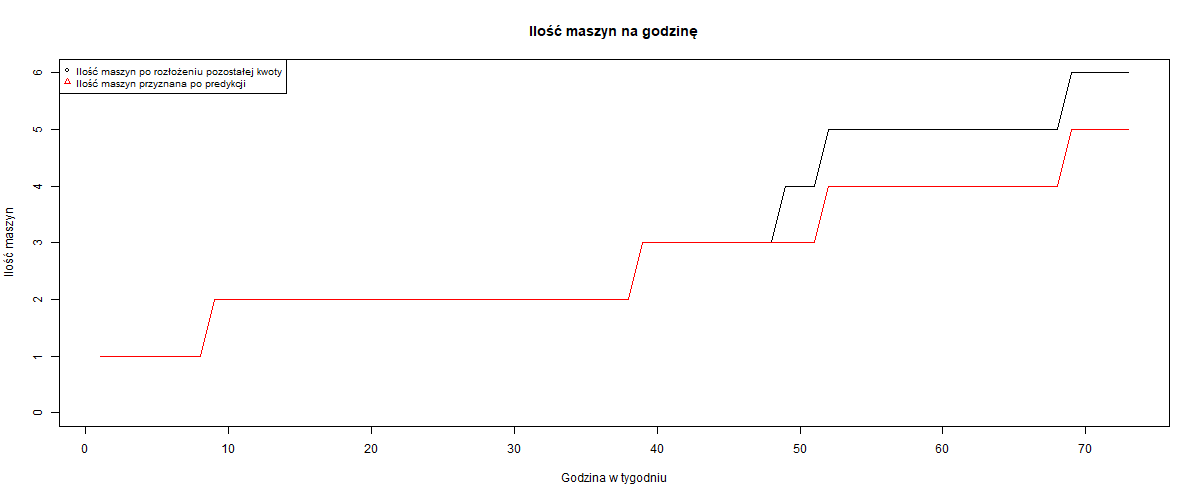 Ilość maszyn na godzinę
Ilość maszyn po rozłożeniu pozostałej kwoty
Ilość maszyn przyznana po predykcji
Ilość maszyn
6
5
4
3
2
1
0
0 10 20 30 40 50 60 70
Godzina w tygodniu